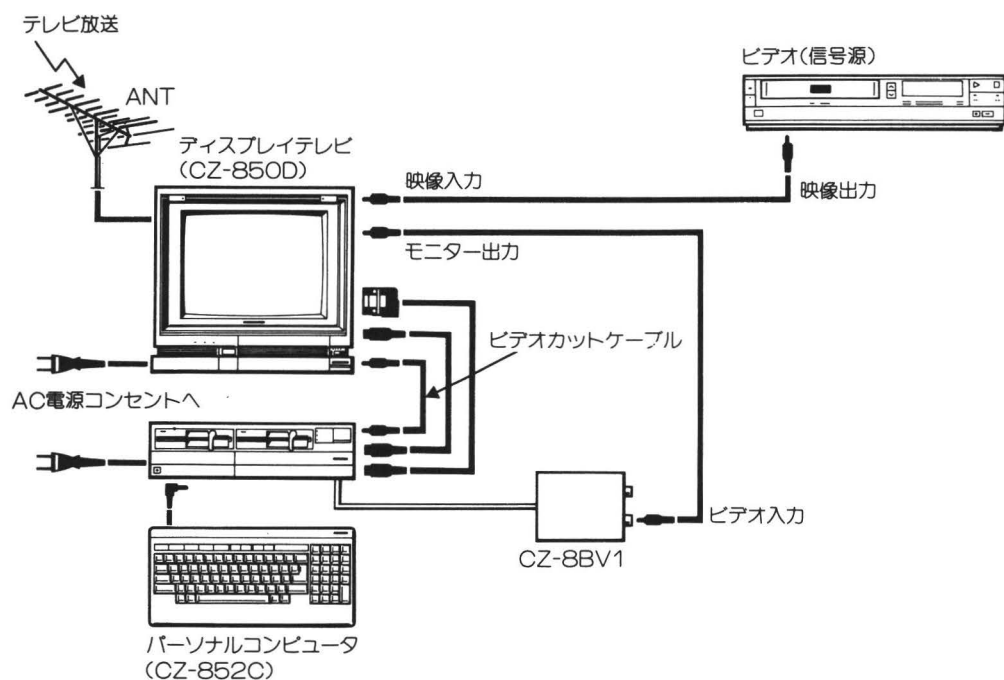 テレビ放送
ANT
ビデオ(信号源)
ディスプレイテレビ
(CZ-850D)
映像入力
映像出力
モニター出力
ビデオカットケーブル
AC電源コンセントへ
ビデオ入力
CZ-8BV1
パーソナルコンピュータ
(CZ-852C)